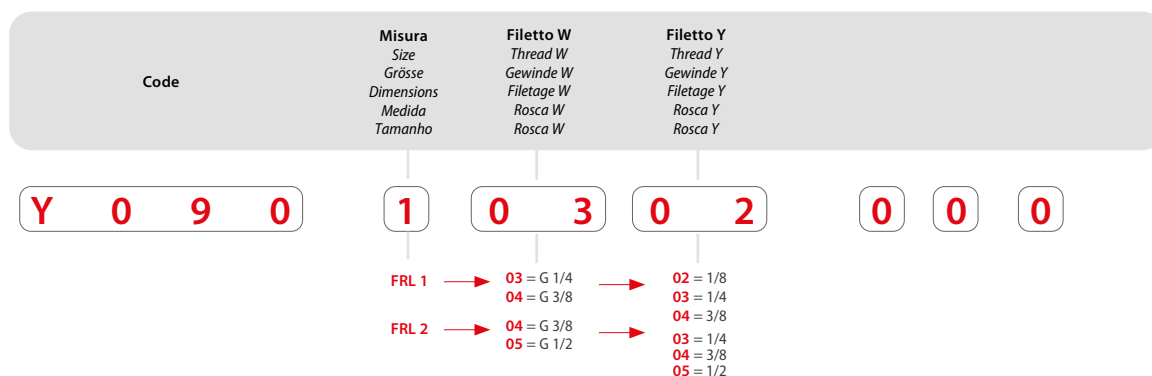 Code
Misura
Size
Grösse
Dimensions
Medida
Tamanho
Filetto W
Thread W
Gewinde W
Filetage W
Rosca W
Rosca W
Filetto Y
Thread Y
Gewinde Y
Filetage Y
Rosca Y
Rosca Y
Y 0 9 0 1 0 3 0 2 0 0 0
FRL 1
03 = G 1/4
04 = G 3/8
02 = 1/8
03 = 1/4
04 = 3/8
FRL 2
04 = G 3/8
05 = G 1/2
03 = 1/4
04 = 3/8
05 = 1/2